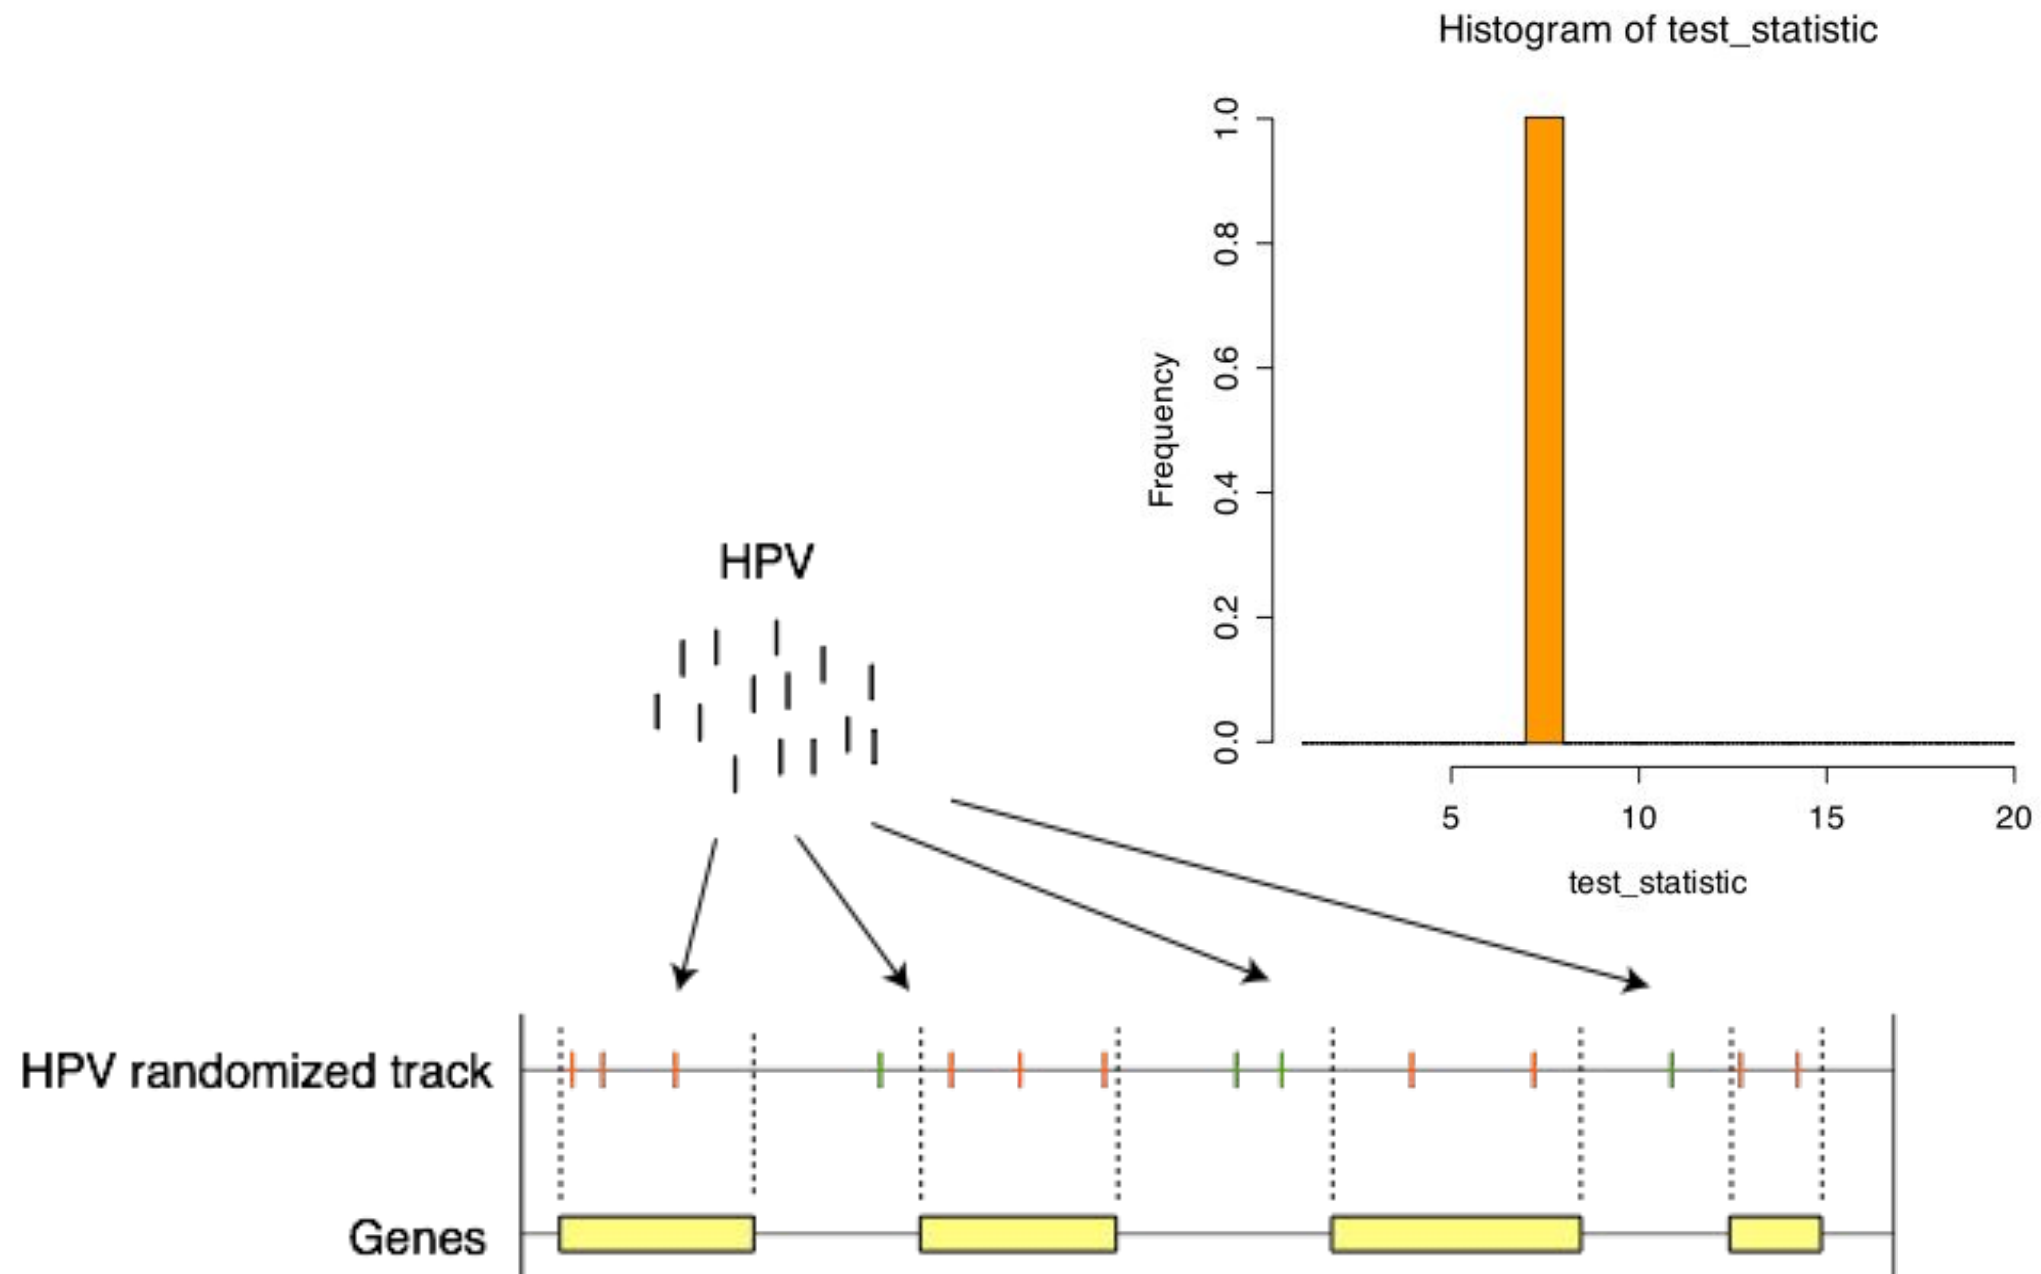 Histogram of test_statistic
Frequency
0.0
0.2
0.4
0.6
0.8
1.0
5 10 15 20
test_statistic
HPV
HPV randomized track
Genes